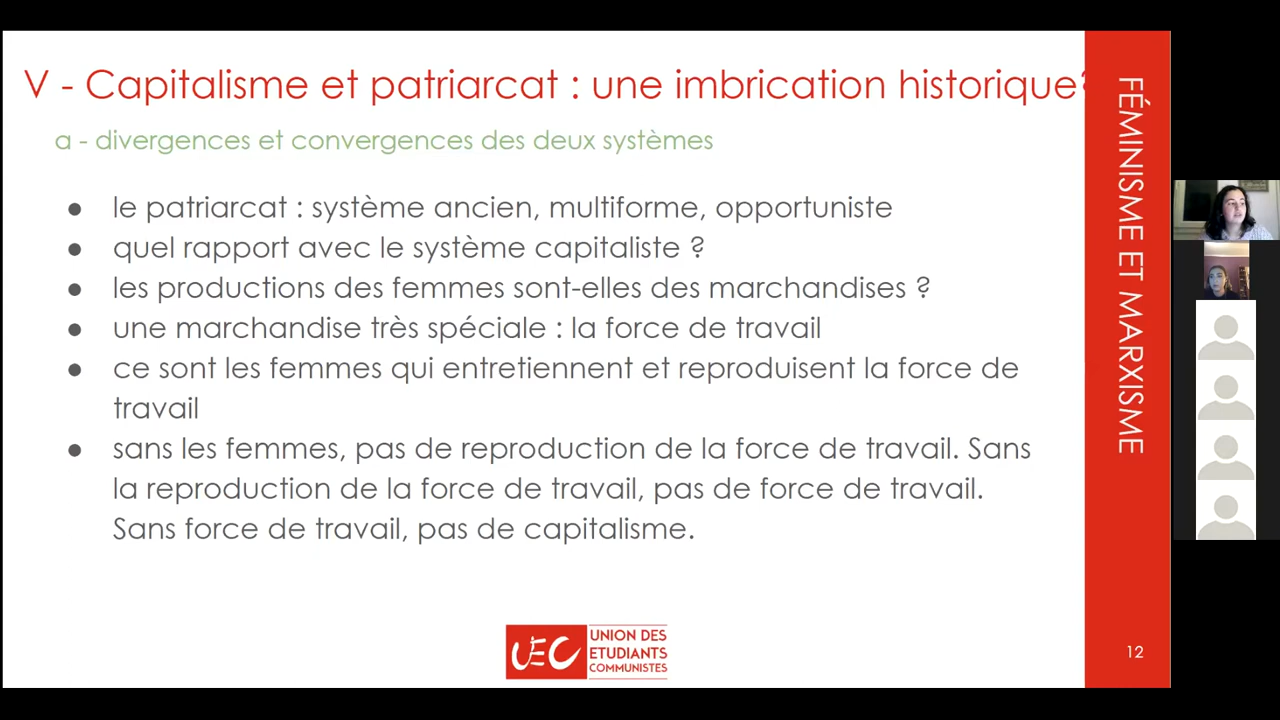 V - Capitalisme et patriarcat : une imbrication historique?
a - divergences et convergences des deux systèmes
● le patriarcat : système ancien, multiforme, opportuniste
● quel rapport avec le système capitaliste ?
● les productions des femmes sont-elles des marchandises ?
● une marchandise très spéciale : la force de travail
● ce sont les femmes qui entretiennent et reproduisent la force de
travail
● sans les femmes, pas de reproduction de la force de travail. Sans
la reproduction de la force de travail, pas de force de travail.
Sans force de travail, pas de capitalisme.
FÉMINISME ET MARXISME
UEC
UNION DES
ETUDIANTS
COMMUNISTES
12